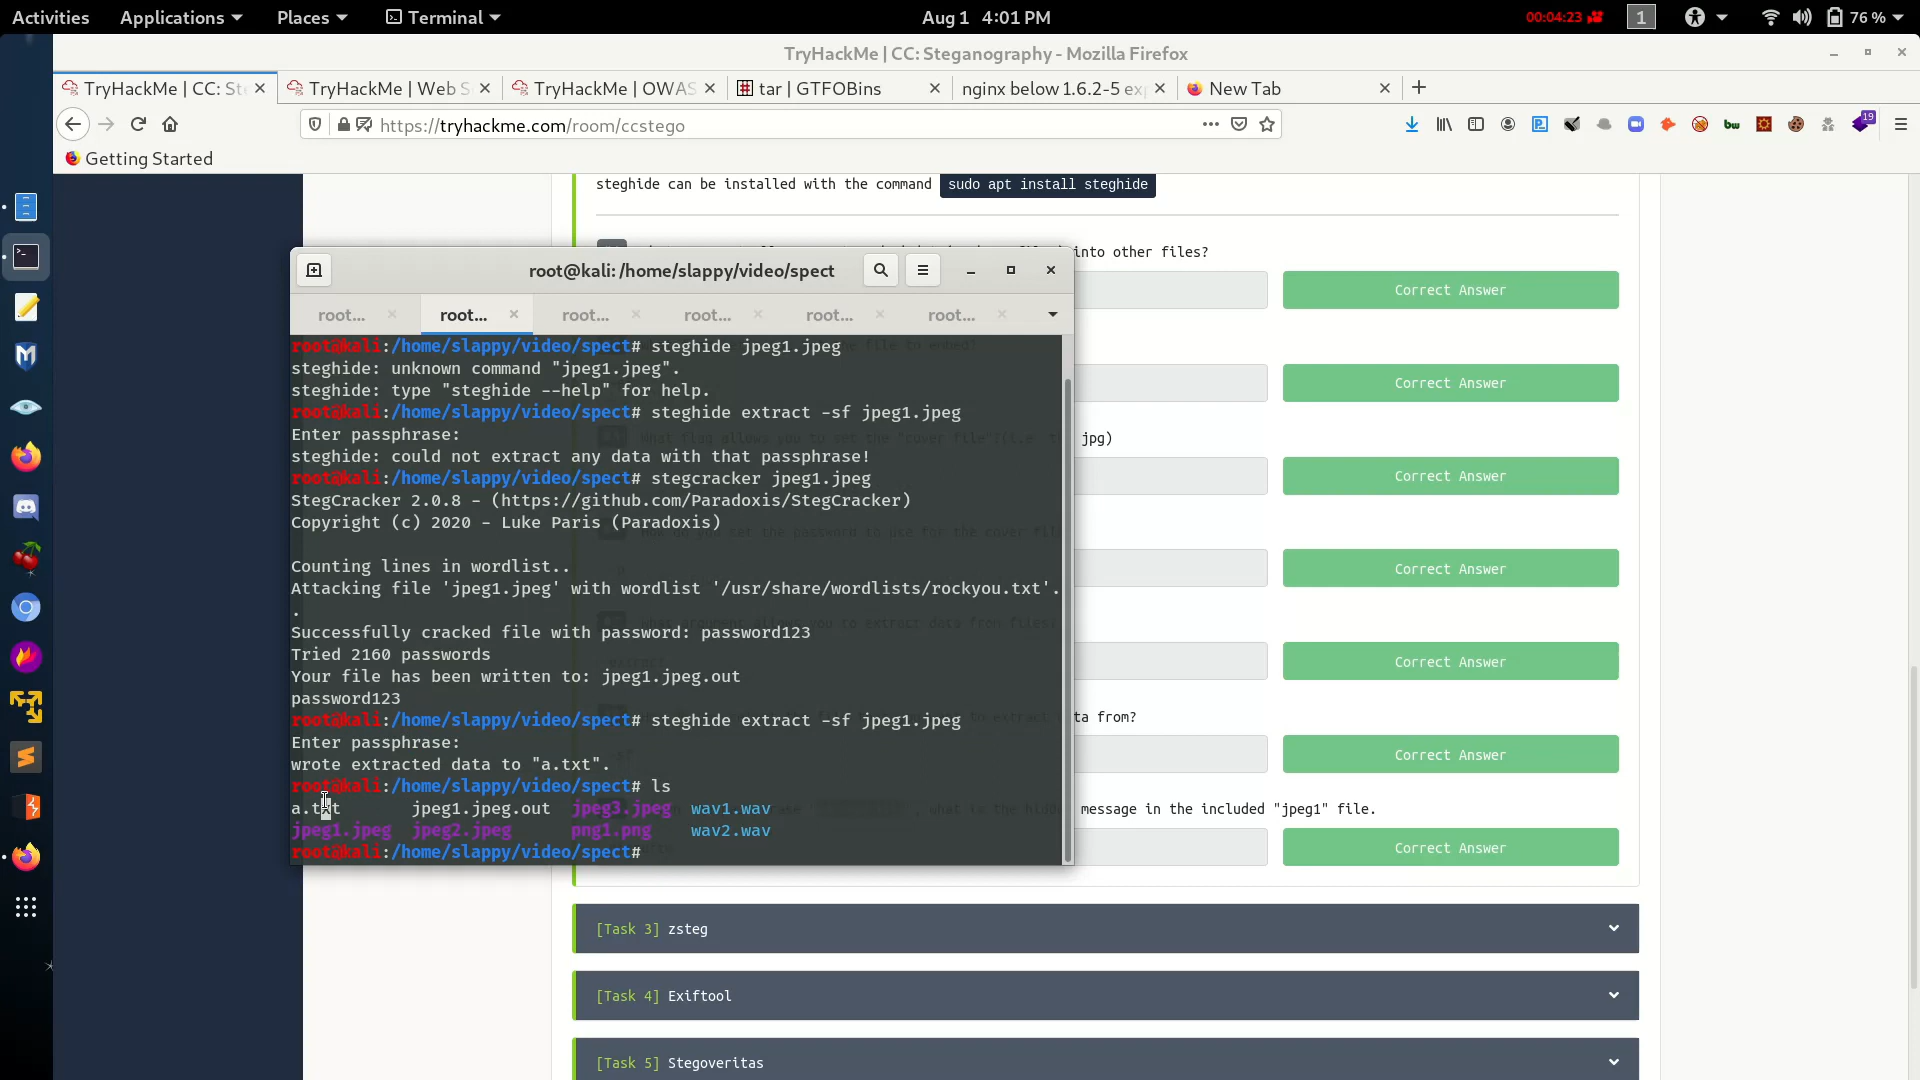 Activities Applications Places Terminal Aug 1 4:01 PM 00:04:23 1 76 %
TryHackMe | CC: Steganography - Mozilla Firefox
TryHackMe | CC: Ste TryHackMe | Web S TryHackMe | OWAS tar | GTFOBins nginx below 1.6.2-5 ex New Tab
https://tryhackme.com/room/ccstego 19
Getting Started
steghide can be installed with the command sudo apt install steghide
into other files?
root@kali:/home/slappy/video/spect
Correct Answer
root... root... root... root... root... root...
root@kali:/home/slappy/video/spect# steghide jpeg1.jpeg
steghide: unknown command "jpeg1.jpeg".
Correct Answer
steghide: type "steghide --help" for help.
root@kali:/home/slappy/video/spect# steghide extract -sf jpeg1.jpeg
Enter passphrase:
jpg)
steghide: could not extract any data with that passphrase!
Correct Answer
root@kali:/home/slappy/video/spect# stegcracker jpeg1.jpeg
StegCracker 2.0.8 - (https://github.com/Paradoxis/StegCracker)
Copyright (c) 2020 - Luke Paris (Paradoxis)
Counting lines in wordlist..
Correct Answer
Attacking file 'jpeg1.jpeg' with wordlist '/usr/share/wordlists/rockyou.txt'.
.
Successfully cracked file with password: password123
Tried 2160 passwords
Correct Answer
Your file has been written to: jpeg1.jpeg.out
password123
ta from?
root@kali:/home/slappy/video/spect# steghide extract -sf jpeg1.jpeg
Enter passphrase:
Correct Answer
wrote extracted data to "a.txt".
root@kali:/home/slappy/video/spect# ls
a.txt jpeg1.jpeg.out jpeg3.jpeg wav1.wav
message in the included "jpeg1" file.
jpeg1.jpeg jpeg2.jpeg png1.png wav2.wav
root@kali:/home/slappy/video/spect#
Correct Answer
[Task 3] zsteg
[Task 4] Exiftool
[Task 5] Stegoveritas